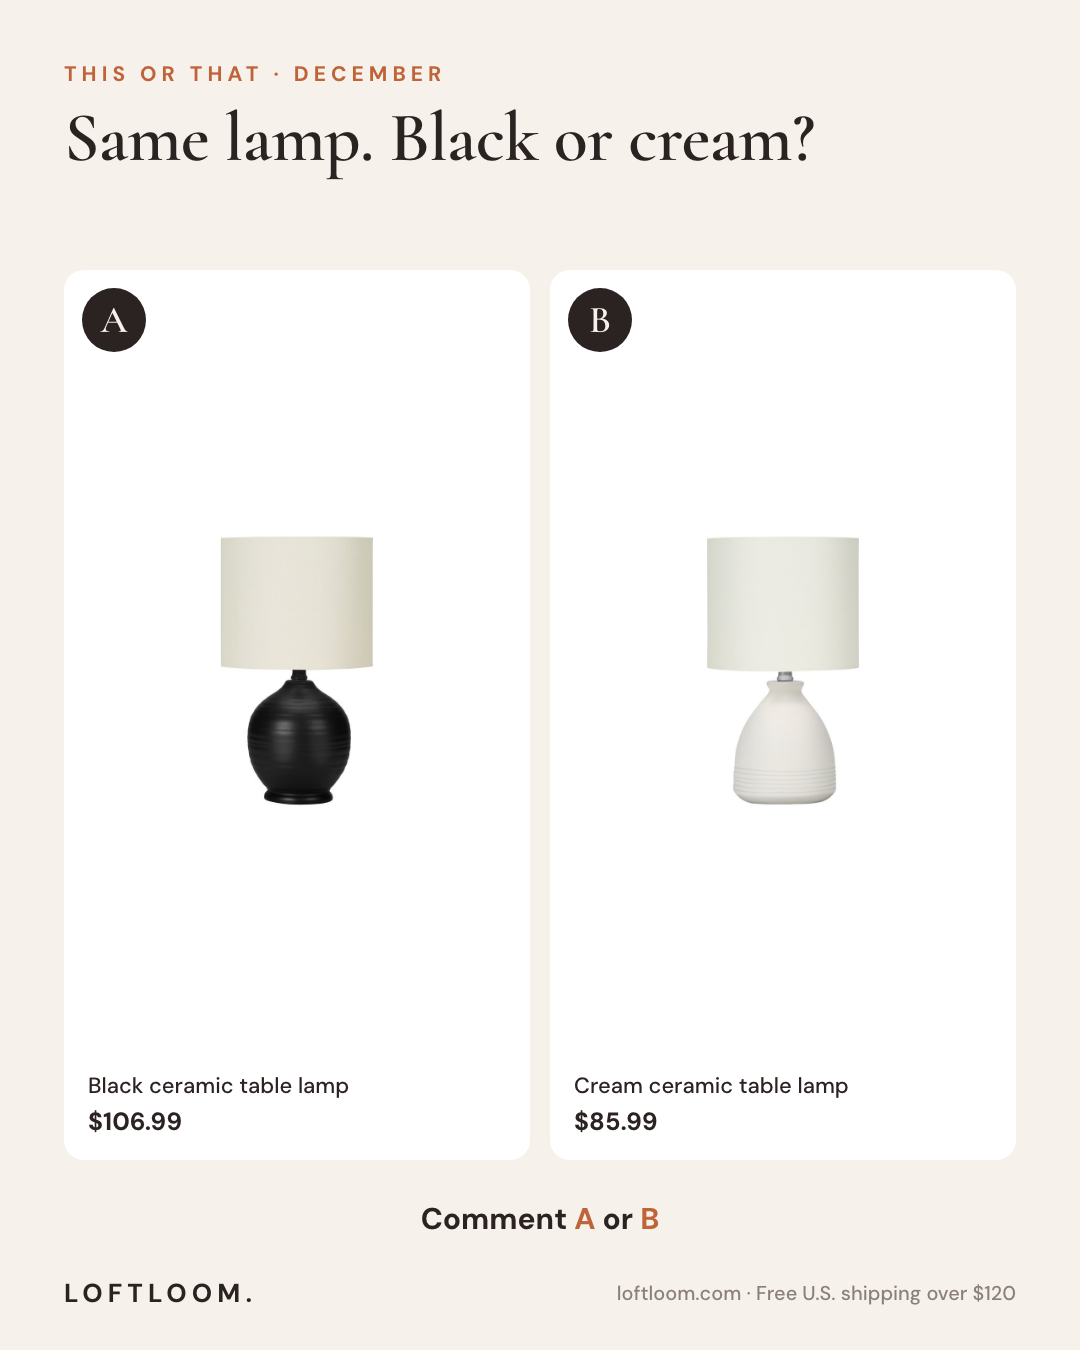 THIS OR THAT · DECEMBER
Same lamp. Black or cream?
A
B
Black ceramic table lamp
$106.99
Cream ceramic table lamp
$85.99
Comment A or B
LOFTLOOM.
loftloom.com · Free U.S. shipping over $120